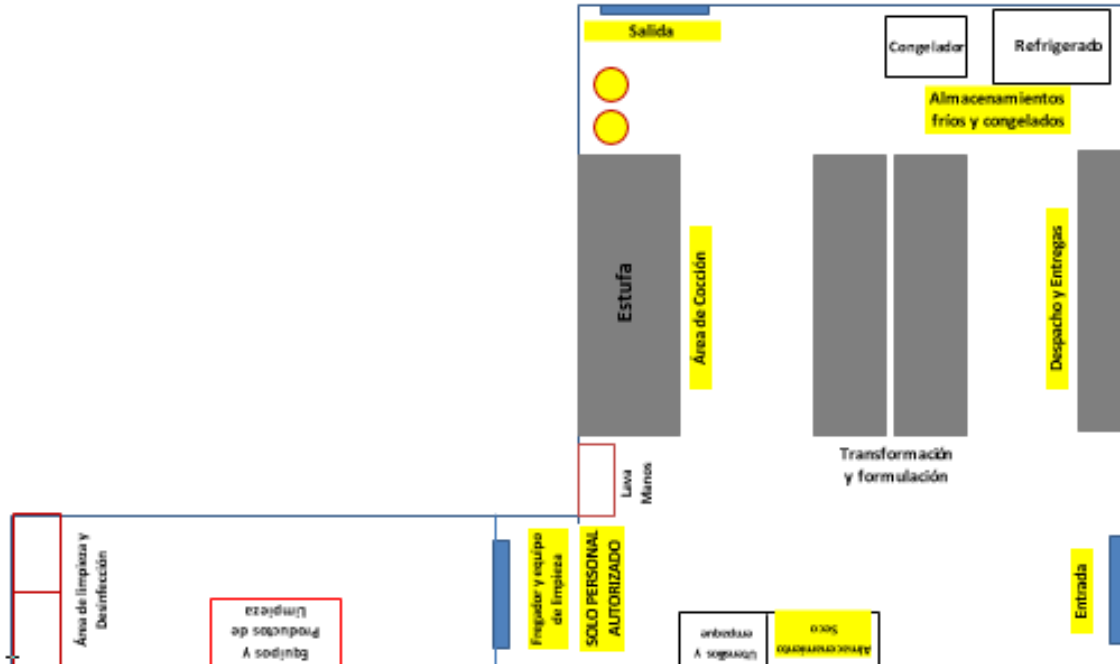 Salida
Congelador
Refrigerado
Almacenamientos
fríos y congelados
Estufa
Área de Cocción
Despacho y Entregas
Transformación
y formulación
Lava
Manos
Área de limpieza y
Desinfección
Fregador y equipo
de limpieza
SOLO PERSONAL
AUTORIZADO
Entrada
Equipos y
Productos de
Limpieza
Utensilios y
empaque
Almacenamiento
Seco